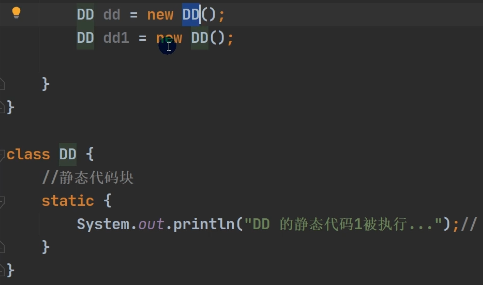 DD dd = new DD();
DD dd1 = new DD();
}
}
class DD {
//静态代码块
static {
System.out.println("DD 的静态代码1被执行...");//
}
}